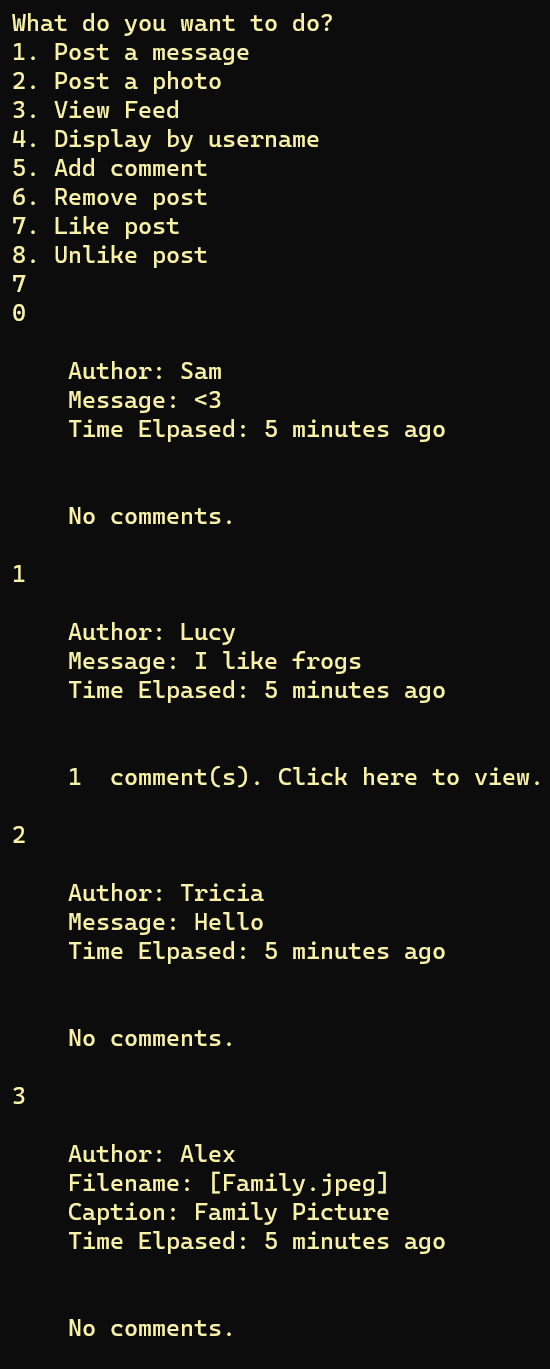 What do you want to do?
1. Post a message
2. Post a photo
3. View Feed
4. Display by username
5. Add comment
6. Remove post
7. Like post
8. Unlike post
7
0
Author: Sam
Message: <3
Time Elpased: 5 minutes ago
No comments.
1
Author: Lucy
Message: I like frogs
Time Elpased: 5 minutes ago
1  comment(s). Click here to view.
2
Author: Tricia
Message: Hello
Time Elpased: 5 minutes ago
No comments.
3
Author: Alex
Filename: [Family.jpeg]
Caption: Family Picture
Time Elpased: 5 minutes ago
No comments.